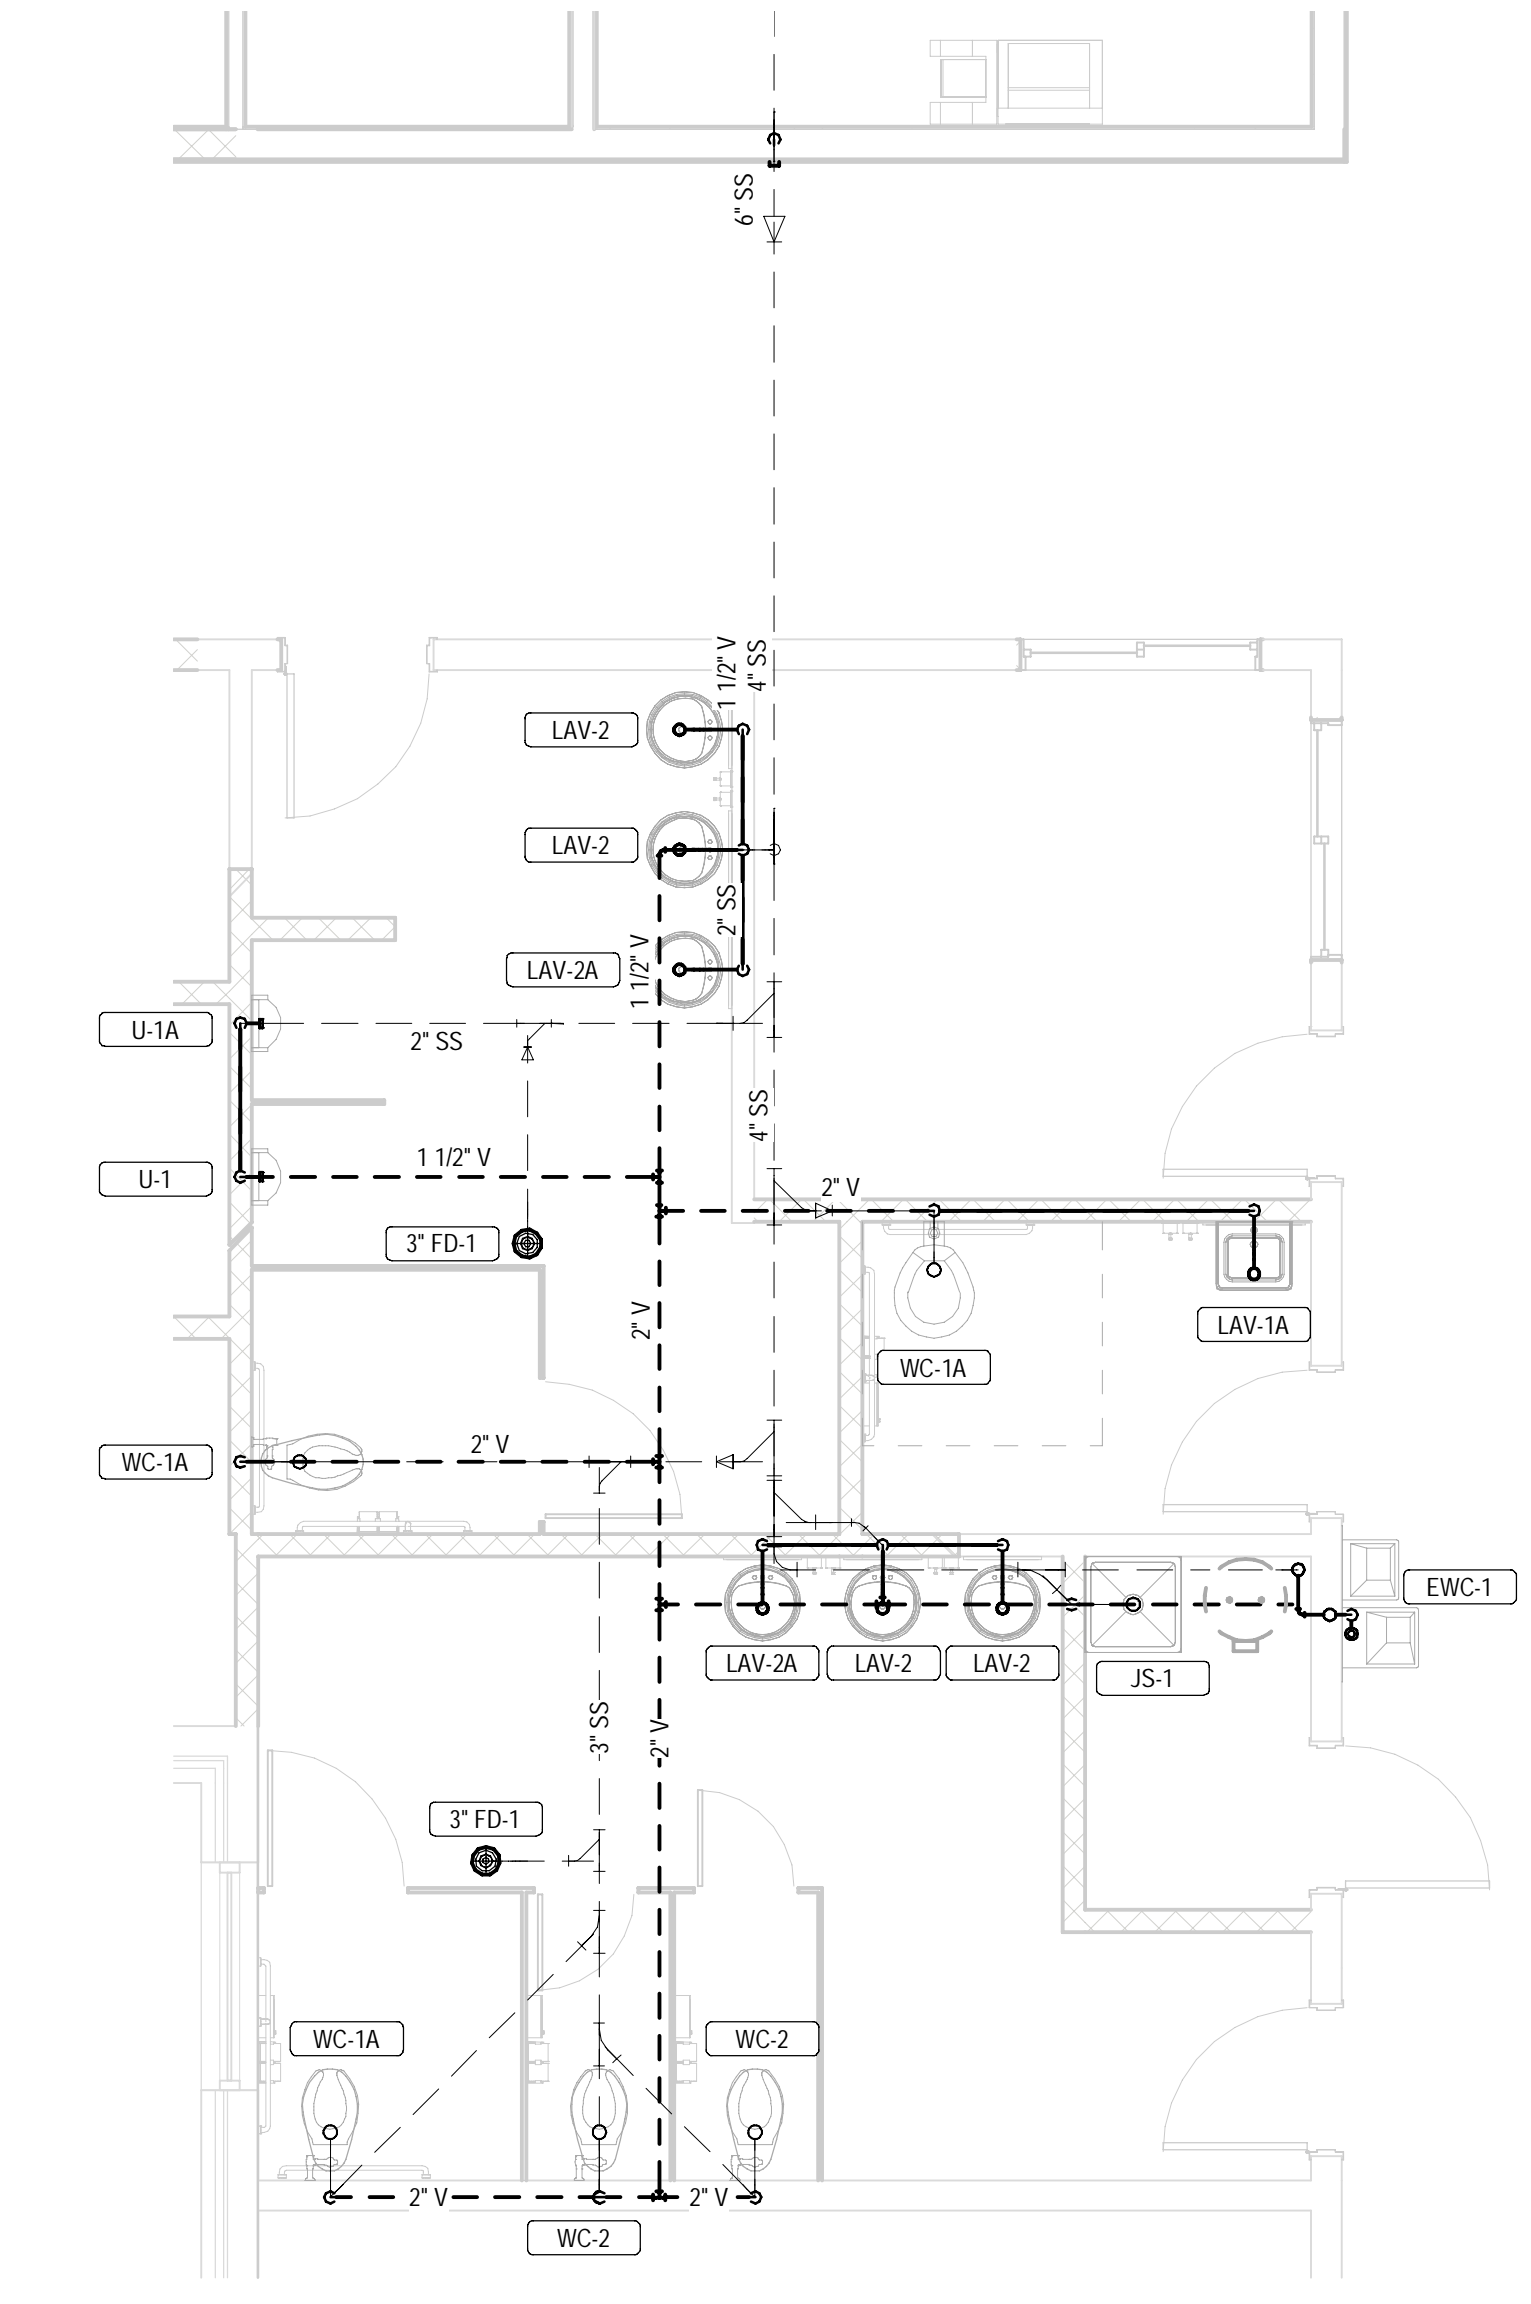 6" SS
1 1/2" V
4" SS
LAV-2
LAV-2
2" SS
1 1/2" V
LAV-2A
U-1A
2" SS
4" SS
1 1/2" V
U-1
2" V
3" FD-1
2" V
LAV-1A
WC-1A
2" V
WC-1A
EWC-1
LAV-2A
LAV-2
LAV-2
JS-1
3" SS
2" V
3" FD-1
WC-1A
WC-2
2" V
2" V
WC-2